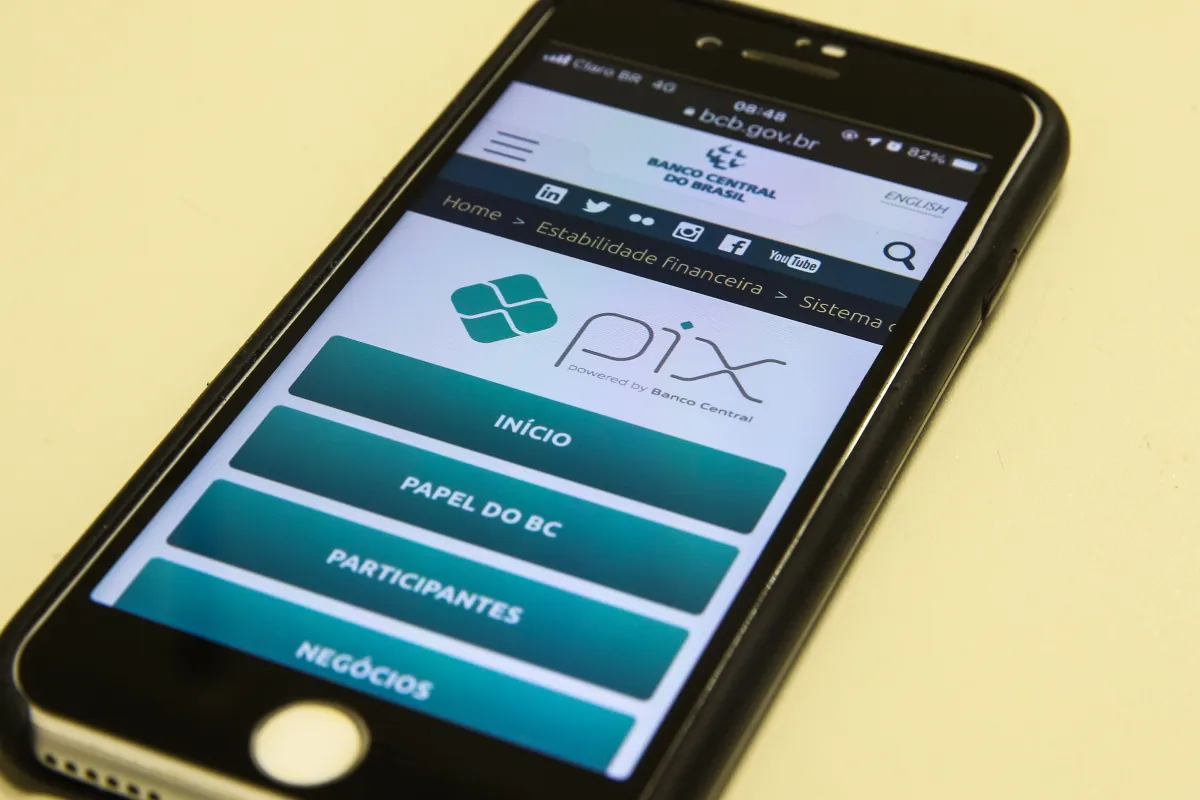 Claro BR 4G 08:48 82%
bcb.gov.br
BANCO CENTRAL
DO BRASIL
ENGLISH
in f YouTube
Home > Estabilidade financeira > Sistema
pix
powered by Banco Central
INÍCIO
PAPEL DO BC
PARTICIPANTES
NEGÓCIOS